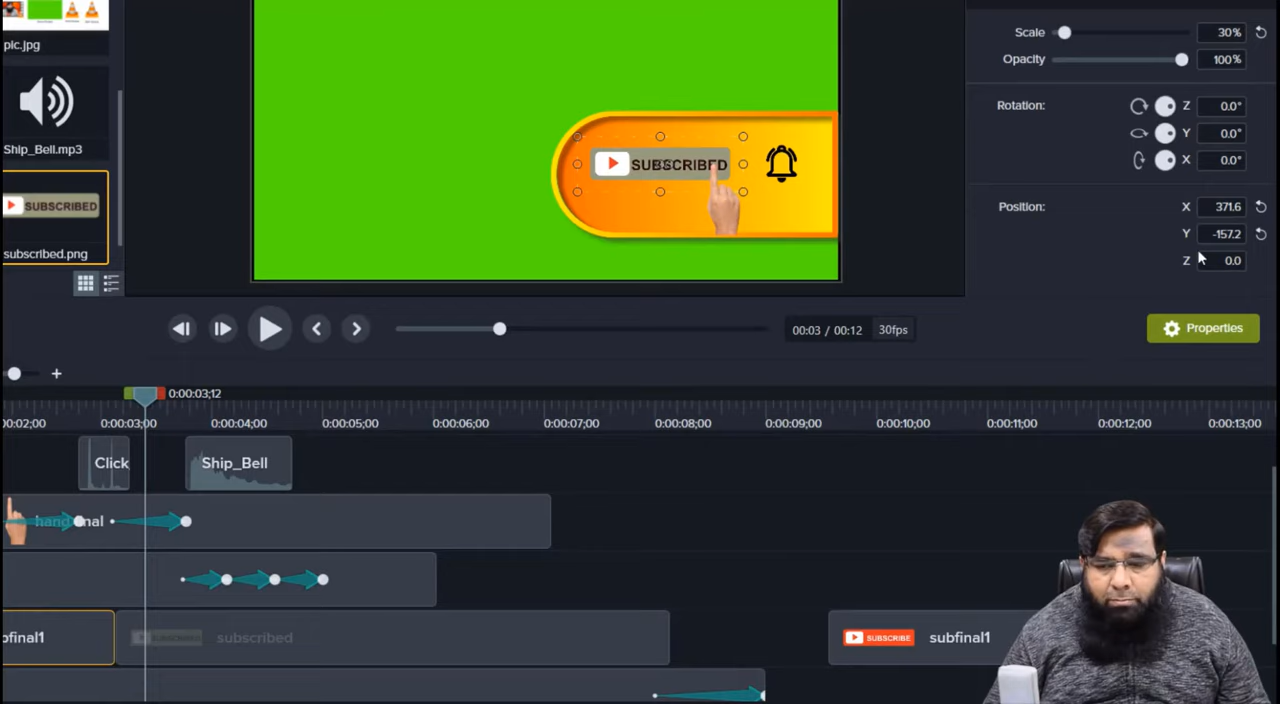 pic.jpg
Ship_Bell.mp3
SUBSCRIBED
subscribed.png
SUBSCRIBED
Scale 30%
Opacity 100%
Rotation: Z 0.0°
Y 0.0°
X 0.0°
Position: X 371.6
Y -157.2
Z 0.0
00:03 / 00:12 30fps
Properties
0:00:03;12
00:02;00 0:00:03;00 0:00:04;00 0:00:05;00 0:00:06;00 0:00:07;00 0:00:08;00 0:00:09;00 0:00:10;00 0:00:11;00 0:00:12;00 0:00:13;00
Click Ship_Bell
bfinal1 SUBSCRIBED subscribed SUBSCRIBE subfinal1